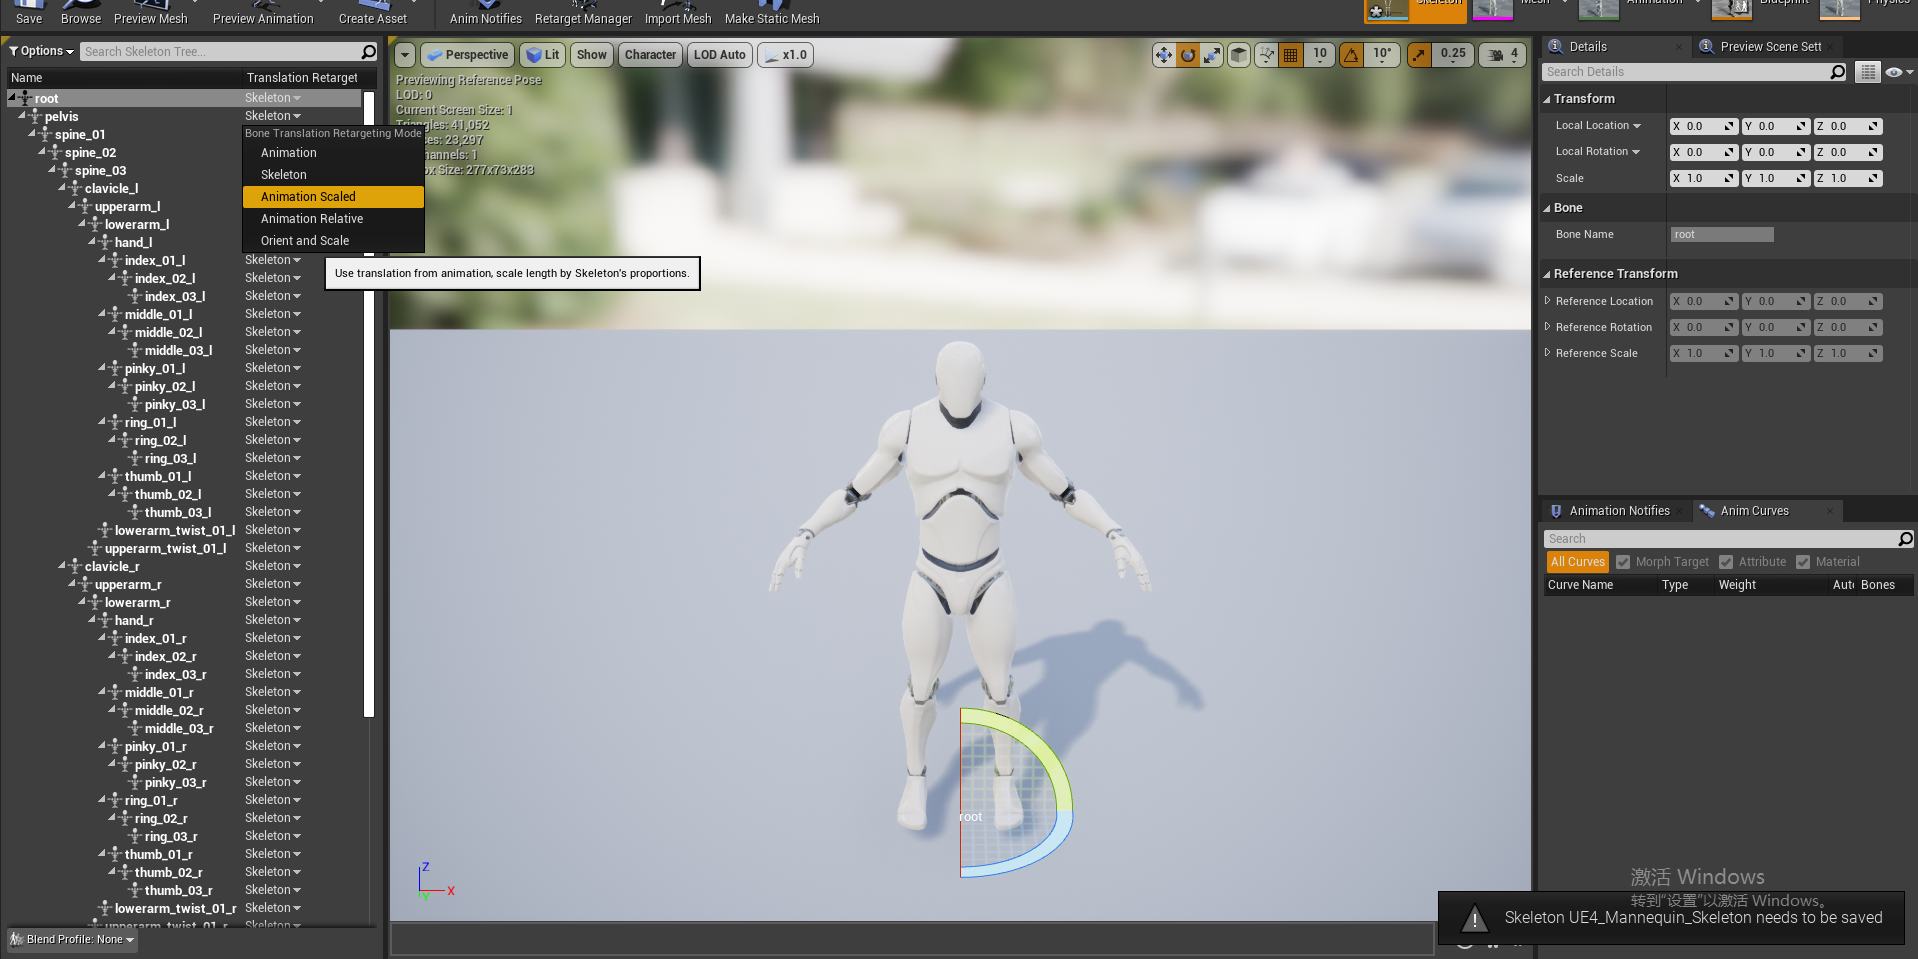 Save Browse Preview Mesh Preview Animation Create Asset Anim Notifies Retarget Manager Import Mesh Make Static Mesh Skeleton Mesh Animation Blueprint Physics
Options Search Skeleton Tree...
Name Translation Retarget
root Skeleton
pelvis Skeleton
spine_01
spine_02
spine_03
clavicle_l
upperarm_l
lowerarm_l
hand_l
index_01_l Skeleton
index_02_l Skeleton
index_03_l Skeleton
middle_01_l Skeleton
middle_02_l Skeleton
middle_03_l Skeleton
pinky_01_l Skeleton
pinky_02_l Skeleton
pinky_03_l Skeleton
ring_01_l Skeleton
ring_02_l Skeleton
ring_03_l Skeleton
thumb_01_l Skeleton
thumb_02_l Skeleton
thumb_03_l Skeleton
lowerarm_twist_01_l Skeleton
upperarm_twist_01_l Skeleton
clavicle_r Skeleton
upperarm_r Skeleton
lowerarm_r Skeleton
hand_r Skeleton
index_01_r Skeleton
index_02_r Skeleton
index_03_r Skeleton
middle_01_r Skeleton
middle_02_r Skeleton
middle_03_r Skeleton
pinky_01_r Skeleton
pinky_02_r Skeleton
pinky_03_r Skeleton
ring_01_r Skeleton
ring_02_r Skeleton
ring_03_r Skeleton
thumb_01_r Skeleton
thumb_02_r Skeleton
thumb_03_r Skeleton
lowerarm_twist_01_r Skeleton
upperarm_twist_01_r Skeleton
Blend Profile: None
Bone Translation Retargeting Mode
Animation
Skeleton
Animation Scaled
Animation Relative
Orient and Scale
Use translation from animation, scale length by Skeleton's proportions.
Perspective Lit Show Character LOD Auto x1.0 10 10° 0.25 4
Previewing Reference Pose
LOD: 0
Current Screen Size: 1
Triangles: 41,052
ces: 23,297
hannels: 1
ox Size: 277x73x283
root
Z
X
Y
Details Preview Scene Sett
Search Details
Transform
Local Location X 0.0 Y 0.0 Z 0.0
Local Rotation X 0.0 Y 0.0 Z 0.0
Scale X 1.0 Y 1.0 Z 1.0
Bone
Bone Name root
Reference Transform
Reference Location X 0.0 Y 0.0 Z 0.0
Reference Rotation X 0.0 Y 0.0 Z 0.0
Reference Scale X 1.0 Y 1.0 Z 1.0
Animation Notifies Anim Curves
Search
All Curves Morph Target Attribute Material
Curve Name Type Weight Aut Bones
激活 Windows
转到"设置"以激活 Windows。
Skeleton UE4_Mannequin_Skeleton needs to be saved